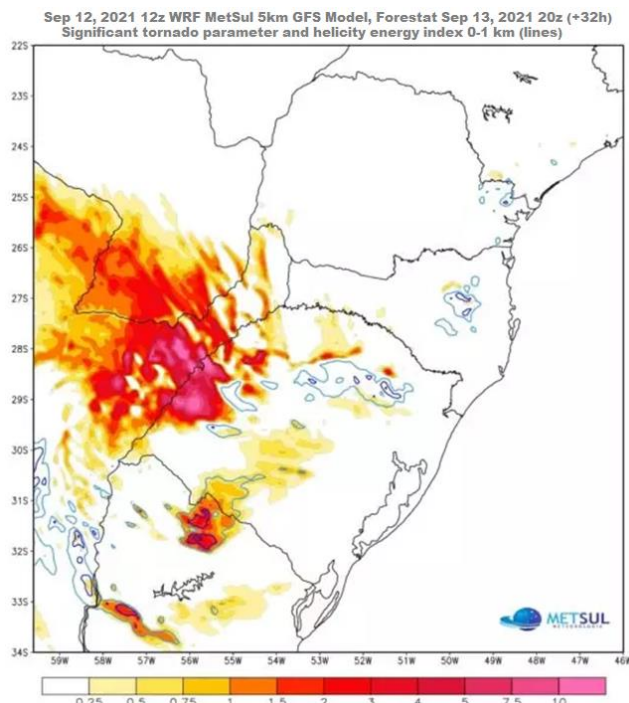 Sep 12, 2021 12z WRF MetSul 5km GFS Model, Forestat Sep 13, 2021 20z (+32h)
Significant tornado parameter and helicity energy index 0-1 km (lines)
22S
23S
24S
25S
26S
27S
28S
29S
30S
31S
32S
33S
34S
METSUL
METEOROLOGIA
59W 58W 57W 56W 55W 54W 53W 52W 51W 50W 49W 48W 47W 46W
0.25 0.5 0.75 1 1.5 2 3 4 5 7.5 10